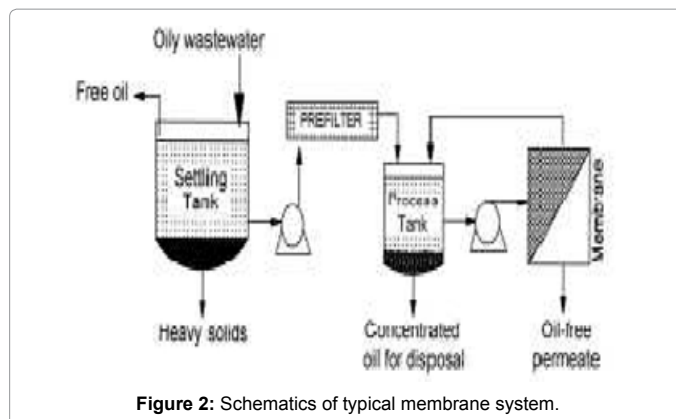 Oily wastewater
Free oil
PREFILTER
Settling
Tank
Process
Tank
Membrane
Heavy solids
Concentrated
oil for disposal
Oil-free
permeate
Figure 2: Schematics of typical membrane system.